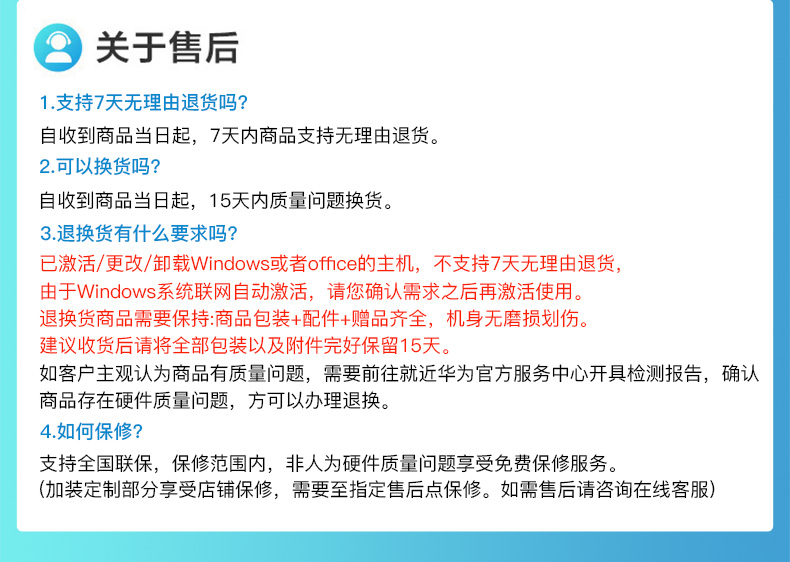 关于售后
1.支持7天无理由退货吗?
自收到商品当日起，7天内商品支持无理由退货。
2.可以换货吗?
自收到商品当日起，15天内质量问题换货。
3.退换货有什么要求吗?
已激活/更改/卸载Windows或者office的主机，不支持7天无理由退货，
由于Windows系统联网自动激活，请您确认需求之后再激活使用。
退换货商品需要保持:商品包装+配件+赠品齐全，机身无磨损划伤。
建议收货后请将全部包装以及附件完好保留15天。
如客户主观认为商品有质量问题，需要前往就近华为官方服务中心开具检测报告，确认
商品存在硬件质量问题，方可以办理退换。
4.如何保修?
支持全国联保，保修范围内，非人为硬件质量问题享受免费保修服务。
(加装定制部分享受店铺保修，需要至指定售后点保修。如需售后请咨询在线客服)